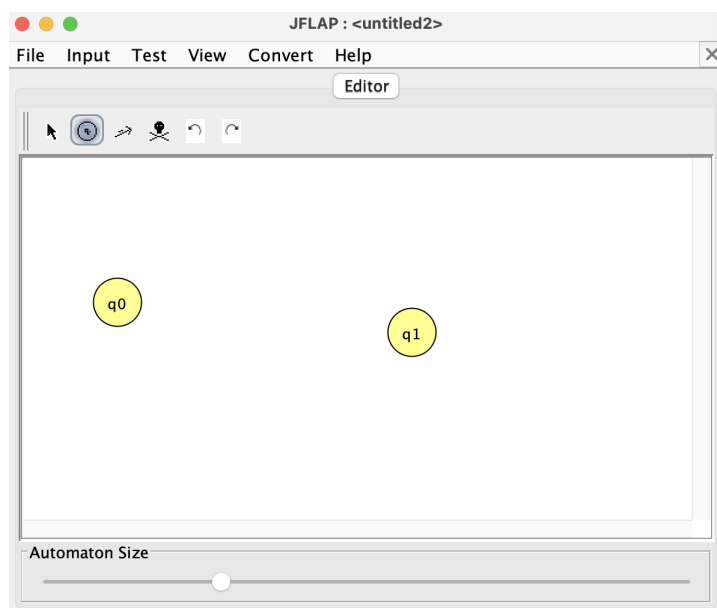 JFLAP : <untitled2>
File Input Test View Convert Help
Editor
q
q0
q1
Automaton Size